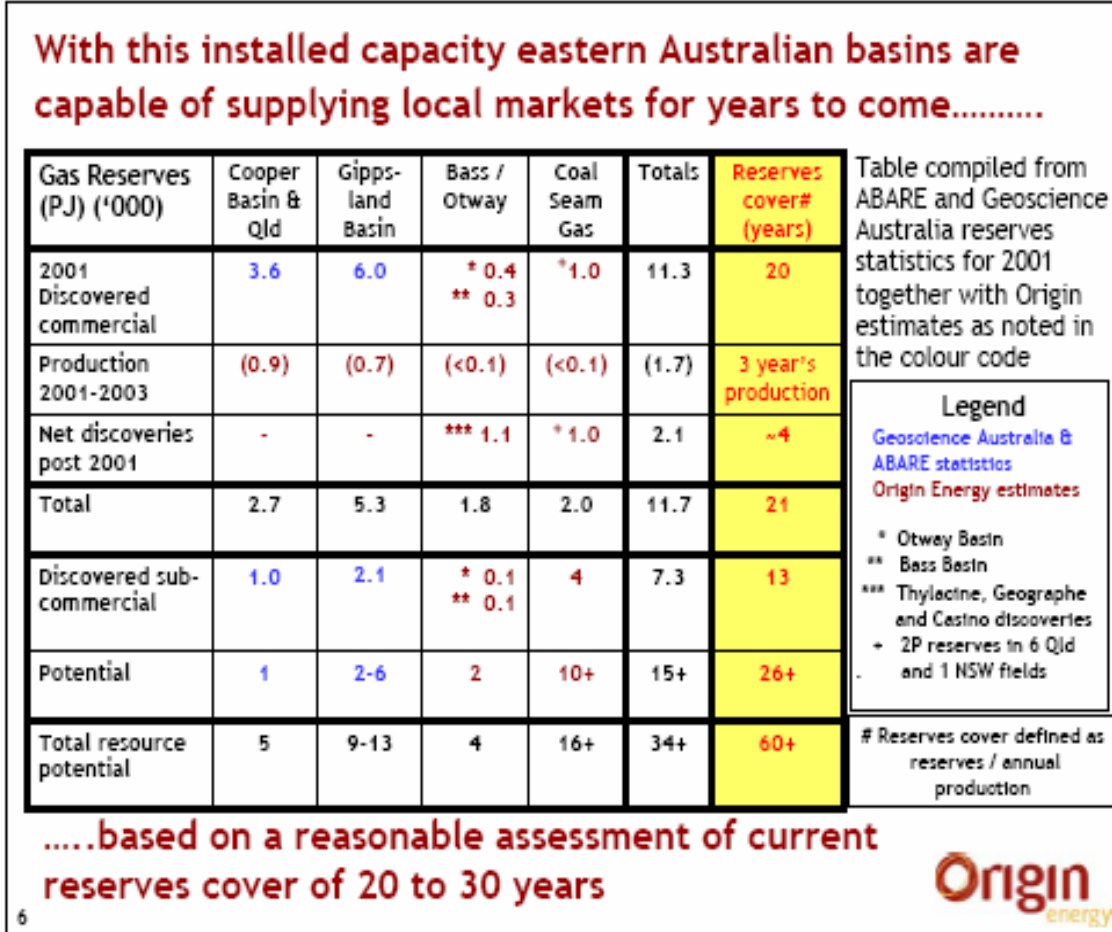 With this installed capacity eastern Australian basins are
capable of supplying local markets for years to come..........
Gas Reserves (PJ) ('000) Cooper Basin & Qld Gipps-land Basin Bass / Otway Coal Seam Gas Totals Reserves cover# (years)
2001 Discovered commercial 3.6 6.0 * 0.4 ** 0.3 +1.0 11.3 20
Production 2001-2003 (0.9) (0.7) (<0.1) (<0.1) (1.7) 3 year's production
Net discoveries post 2001 - - *** 1.1 +1.0 2.1 ~4
Total 2.7 5.3 1.8 2.0 11.7 21
Discovered sub-commercial 1.0 2.1 * 0.1 ** 0.1 4 7.3 13
Potential 1 2-6 2 10+ 15+ 26+
Total resource potential 5 9-13 4 16+ 34+ 60+
Table compiled from
ABARE and Geoscience
Australia reserves
statistics for 2001
together with Origin
estimates as noted in
the colour code
Legend
Geoscience Australia &
ABARE statistics
Origin Energy estimates
* Otway Basin
** Bass Basin
*** Thylacine, Geographe
and Casino discoveries
+ 2P reserves in 6 Qld
. and 1 NSW fields
# Reserves cover defined as
reserves / annual
production
.....based on a reasonable assessment of current
reserves cover of 20 to 30 years
Origin
energy
6